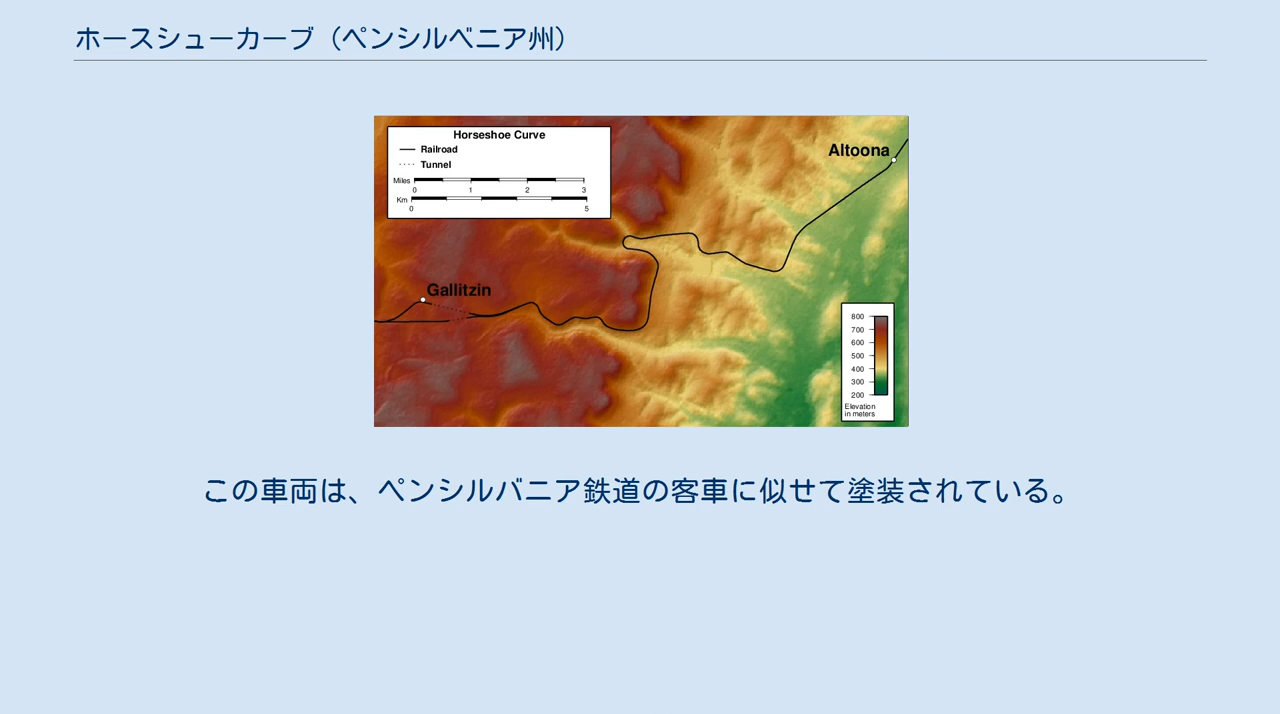 ホースシューカーブ（ペンシルベニア州）
Horseshoe Curve
Railroad
Tunnel
Miles
0 1 2 3
Km
0 5
Altoona
Gallitzin
800
700
600
500
400
300
200
Elevation
in meters
この車両は、ペンシルバニア鉄道の客車に似せて塗装されている。